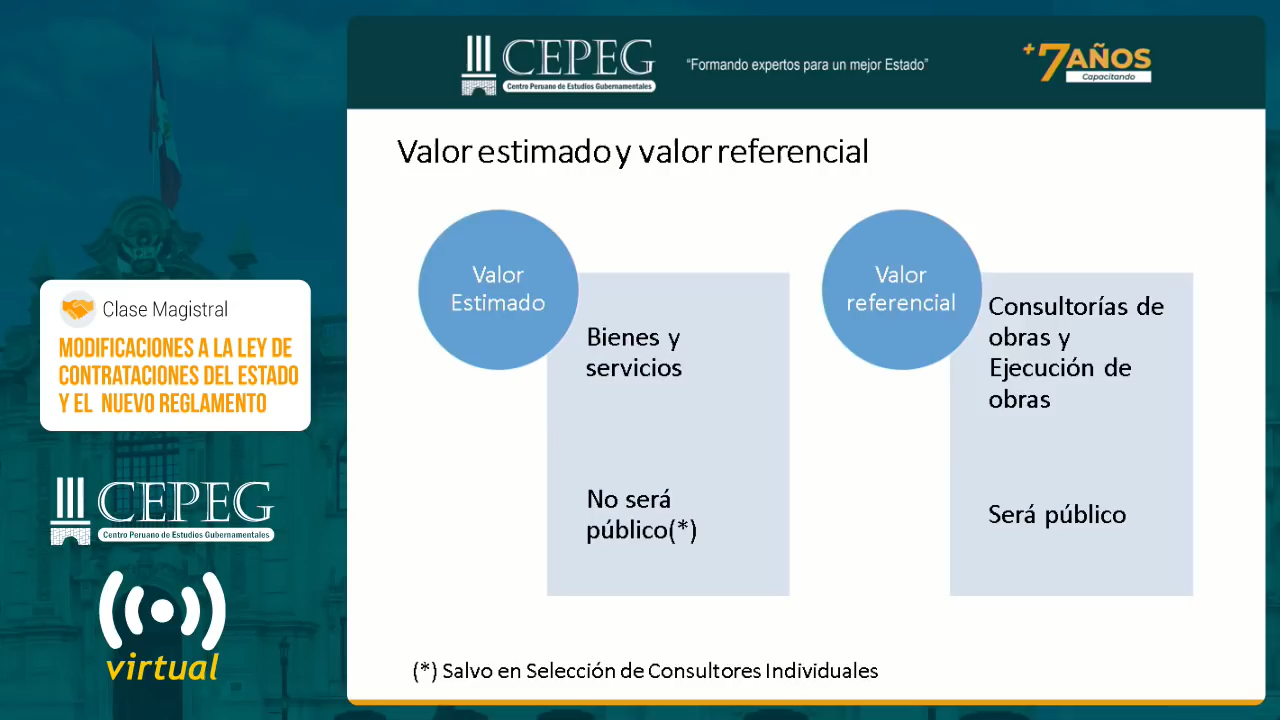 CEPEG
Centro Peruano de Estudios Gubernamentales
“Formando expertos para un mejor Estado”
+7AÑOS
Capacitando
Valor estimado y valor referencial
Valor
Estimado
Bienes y
servicios
No será
público(*)
Valor
referencial
Consultorías de
obras y
Ejecución de
obras
Será público
(*) Salvo en Selección de Consultores Individuales
Clase Magistral
MODIFICACIONES A LA LEY DE
CONTRATACIONES DEL ESTADO
Y EL NUEVO REGLAMENTO
CEPEG
Centro Peruano de Estudios Gubernamentales
virtual